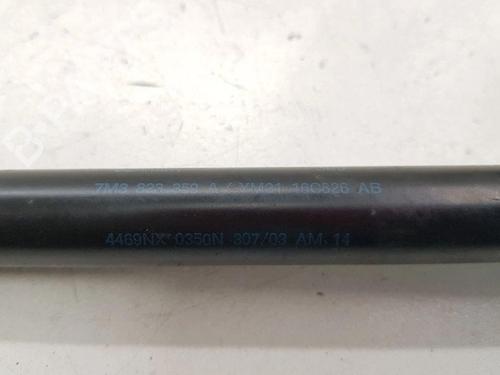 7M3 823 359 A / YM21 16C826 AB
4469NX 0350N 307/03 AM: 14